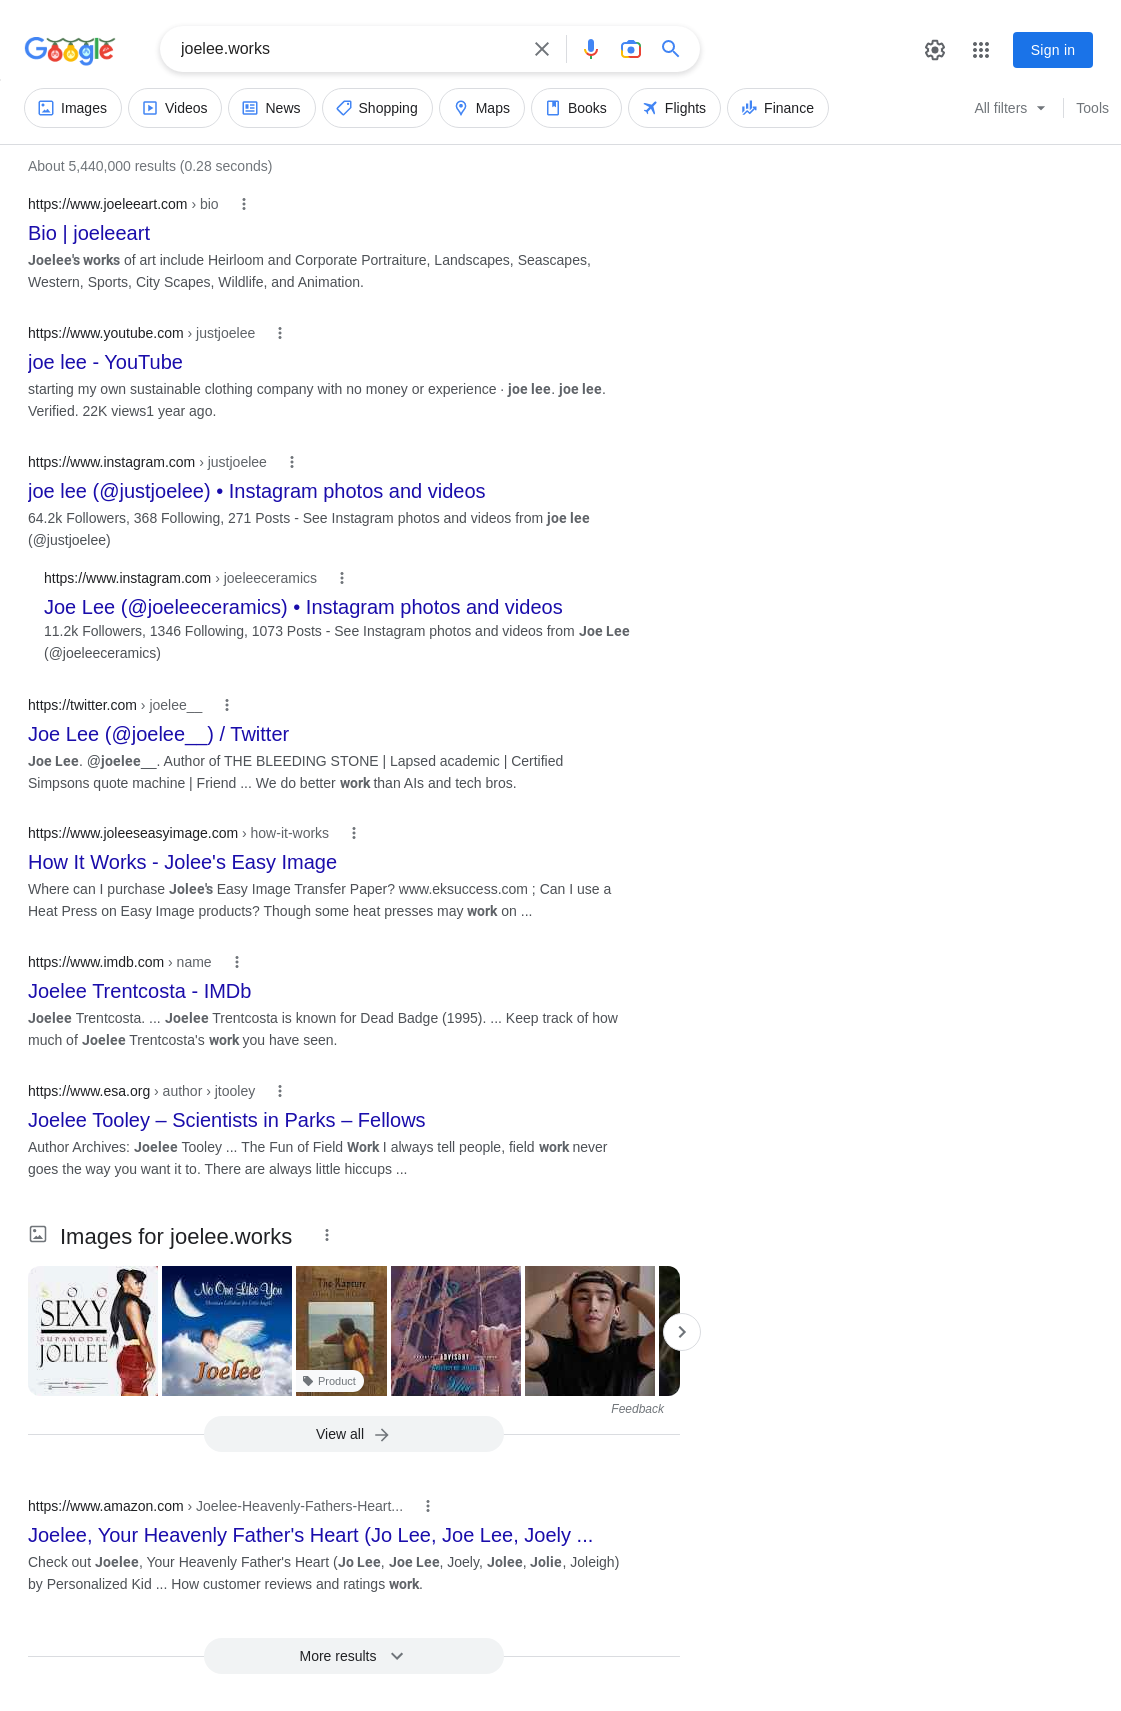 Google
joelee.works
Sign in
Images
Videos
News
Shopping
Maps
Books
Flights
Finance
All filters
Tools
About 5,440,000 results (0.28 seconds)
https://www.joeleeart.com › bio
Bio | joeleeart
Joelee's works of art include Heirloom and Corporate Portraiture, Landscapes, Seascapes,
Western, Sports, City Scapes, Wildlife, and Animation.
https://www.youtube.com › justjoelee
joe lee - YouTube
starting my own sustainable clothing company with no money or experience · joe lee. joe lee.
Verified. 22K views1 year ago.
https://www.instagram.com › justjoelee
joe lee (@justjoelee) • Instagram photos and videos
64.2k Followers, 368 Following, 271 Posts - See Instagram photos and videos from joe lee
(@justjoelee)
https://www.instagram.com › joeleeceramics
Joe Lee (@joeleeceramics) • Instagram photos and videos
11.2k Followers, 1346 Following, 1073 Posts - See Instagram photos and videos from Joe Lee
(@joeleeceramics)
https://twitter.com › joelee__
Joe Lee (@joelee__) / Twitter
Joe Lee. @joelee__. Author of THE BLEEDING STONE | Lapsed academic | Certified
Simpsons quote machine | Friend ... We do better work than AIs and tech bros.
https://www.joleeseasyimage.com › how-it-works
How It Works - Jolee's Easy Image
Where can I purchase Jolee's Easy Image Transfer Paper? www.eksuccess.com ; Can I use a
Heat Press on Easy Image products? Though some heat presses may work on ...
https://www.imdb.com › name
Joelee Trentcosta - IMDb
Joelee Trentcosta. ... Joelee Trentcosta is known for Dead Badge (1995). ... Keep track of how
much of Joelee Trentcosta's work you have seen.
https://www.esa.org › author › jtooley
Joelee Tooley – Scientists in Parks – Fellows
Author Archives: Joelee Tooley ... The Fun of Field Work I always tell people, field work never
goes the way you want it to. There are always little hiccups ...
Images for joelee.works
SOO
SEXY
SUPAMODEL
JOELEE
No One Like You
Joelee
The Rapture
Product
ADVISORY
Feedback
View all
https://www.amazon.com › Joelee-Heavenly-Fathers-Heart...
Joelee, Your Heavenly Father's Heart (Jo Lee, Joe Lee, Joely ...
Check out Joelee, Your Heavenly Father's Heart (Jo Lee, Joe Lee, Joely, Jolee, Jolie, Joleigh)
by Personalized Kid ... How customer reviews and ratings work.
More results